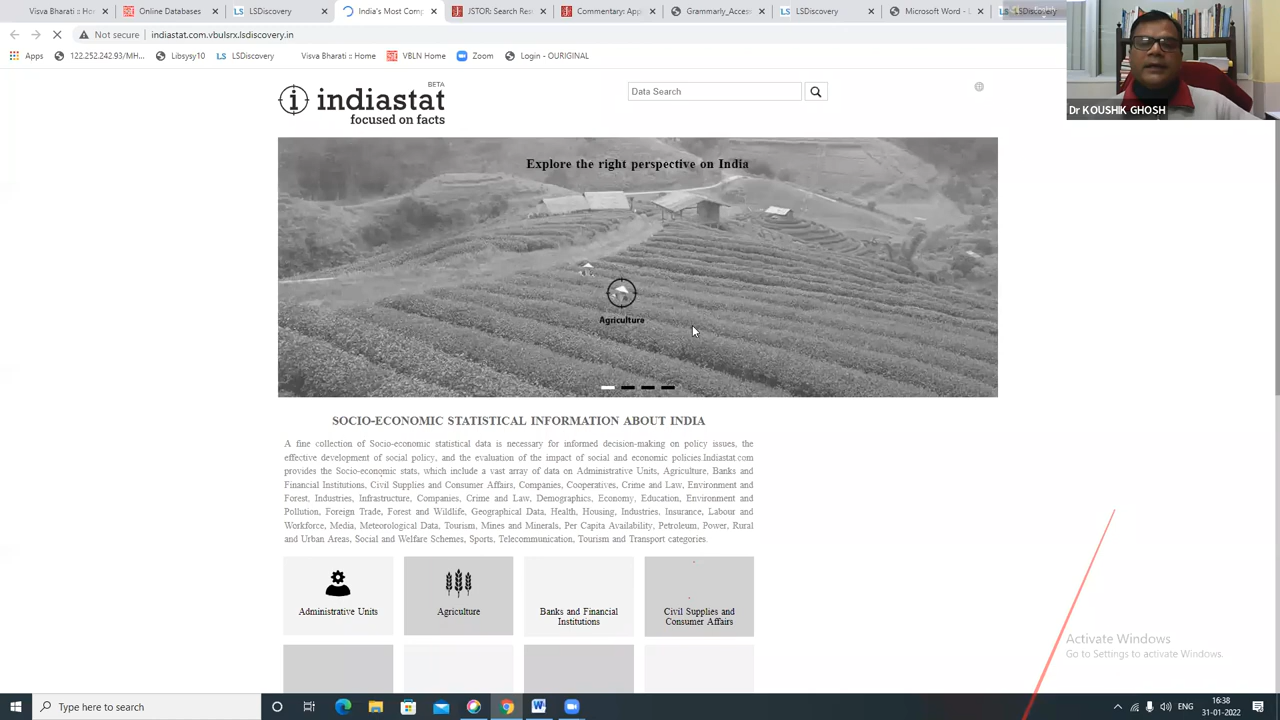 Visva Bharati :: Ho
Online Databases
LSDiscovery
India's Most Comp
JSTOR: Search Re
Commentary App
Grammarly_Acces
LSDiscovery
Microsoft Word -
LSDiscovery
Not secure
indiastat.com.vbulsrx.lsdiscovery.in
Apps
122.252.242.93/MH...
Libsysy10
LSDiscovery
Visva Bharati :: Home
VBLN Home
Zoom
Login - OURIGINAL
BETA
indiastat
focused on facts
Data Search
Dr KOUSHIK GHOSH
Explore the right perspective on India
Agriculture
SOCIO-ECONOMIC STATISTICAL INFORMATION ABOUT INDIA
A fine collection of Socio-economic statistical data is necessary for informed decision-making on policy issues, the
effective development of social policy, and the evaluation of the impact of social and economic policies.Indiastat.com
provides the Socio-economic stats, which include a vast array of data on Administrative Units, Agriculture, Banks and
Financial Institutions, Civil Supplies and Consumer Affairs, Companies, Cooperatives, Crime and Law, Environment and
Forest, Industries, Infrastructure, Companies, Crime and Law, Demographics, Economy, Education, Environment and
Pollution, Foreign Trade, Forest and Wildlife, Geographical Data, Health, Housing, Industries, Insurance, Labour and
Workforce, Media, Meteorological Data, Tourism, Mines and Minerals, Per Capita Availability, Petroleum, Power, Rural
and Urban Areas, Social and Welfare Schemes, Sports, Telecommunication, Tourism and Transport categories.
Administrative Units
Agriculture
Banks and Financial
Institutions
Civil Supplies and
Consumer Affairs
Activate Windows
Go to Settings to activate Windows.
Type here to search
ENG
16:38
31-01-2022